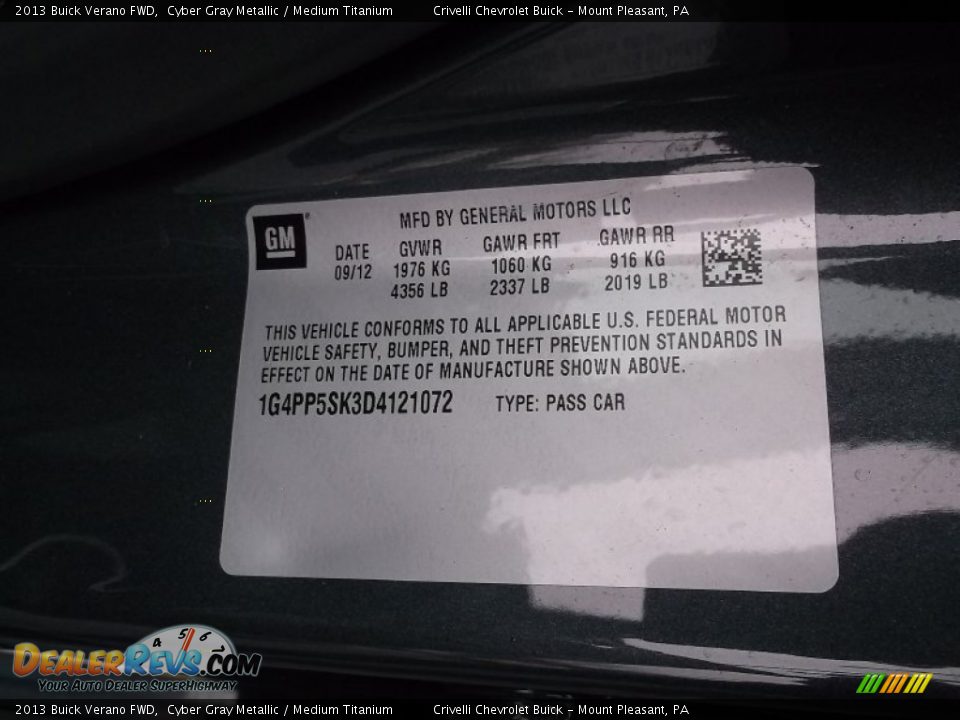 2013 Buick Verano FWD, Cyber Gray Metallic / Medium Titanium Crivelli Chevrolet Buick - Mount Pleasant, PA
GM
MFD BY GENERAL MOTORS LLC
DATE GVWR GAWR FRT GAWR RR
09/12 1976 KG 1060 KG 916 KG
4356 LB 2337 LB 2019 LB
THIS VEHICLE CONFORMS TO ALL APPLICABLE U.S. FEDERAL MOTOR
VEHICLE SAFETY, BUMPER, AND THEFT PREVENTION STANDARDS IN
EFFECT ON THE DATE OF MANUFACTURE SHOWN ABOVE.
1G4PP5SK3D4121072 TYPE: PASS CAR
4 5 6 7
DEALERREVS.COM
YOUR AUTO DEALER SUPERHIGHWAY
2013 Buick Verano FWD, Cyber Gray Metallic / Medium Titanium Crivelli Chevrolet Buick - Mount Pleasant, PA